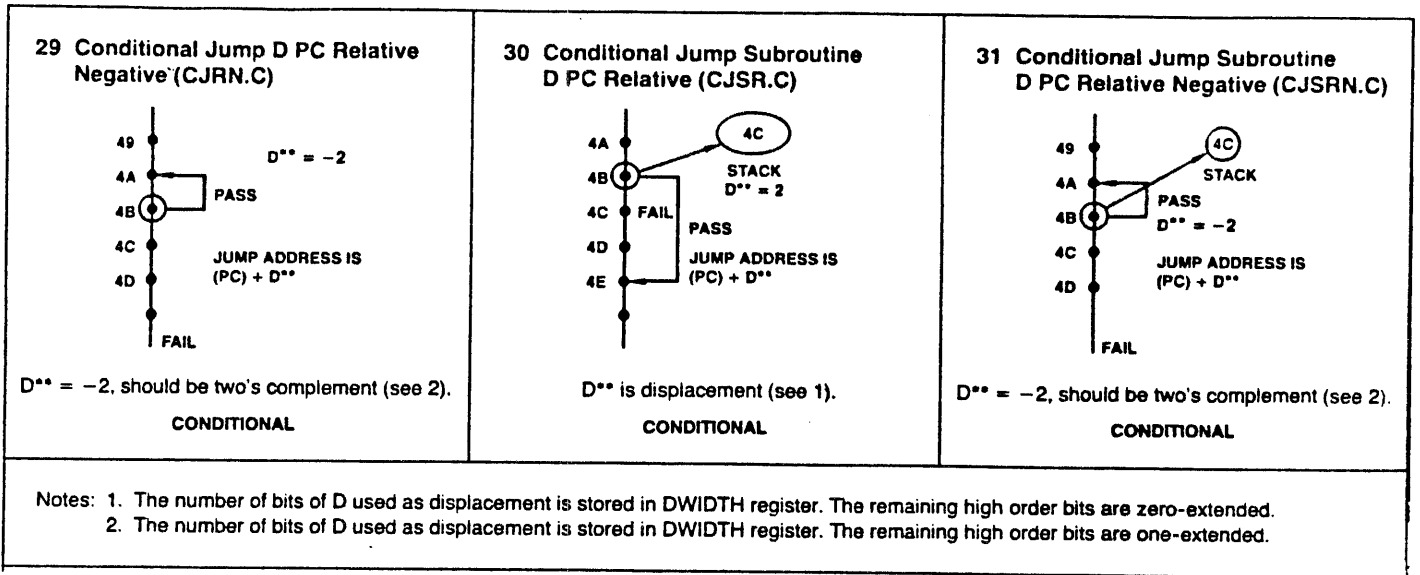 29 Conditional Jump D PC Relative
Negative (CJRN.C)
49
D** = −2
4A
PASS
4B
4C
JUMP ADDRESS IS
4D
(PC) + D**
FAIL
D** = −2, should be two's complement (see 2).
CONDITIONAL
30 Conditional Jump Subroutine
D PC Relative (CJSR.C)
4A
4C
4B
STACK
D** = 2
4C
FAIL
PASS
4D
JUMP ADDRESS IS
4E
(PC) + D**
D** is displacement (see 1).
CONDITIONAL
31 Conditional Jump Subroutine
D PC Relative Negative (CJSRN.C)
49
4C
STACK
4A
PASS
4B
D** = −2
4C
JUMP ADDRESS IS
4D
(PC) + D**
FAIL
D** = −2, should be two's complement (see 2).
CONDITIONAL
Notes: 1. The number of bits of D used as displacement is stored in DWIDTH register. The remaining high order bits are zero-extended.
2. The number of bits of D used as displacement is stored in DWIDTH register. The remaining high order bits are one-extended.